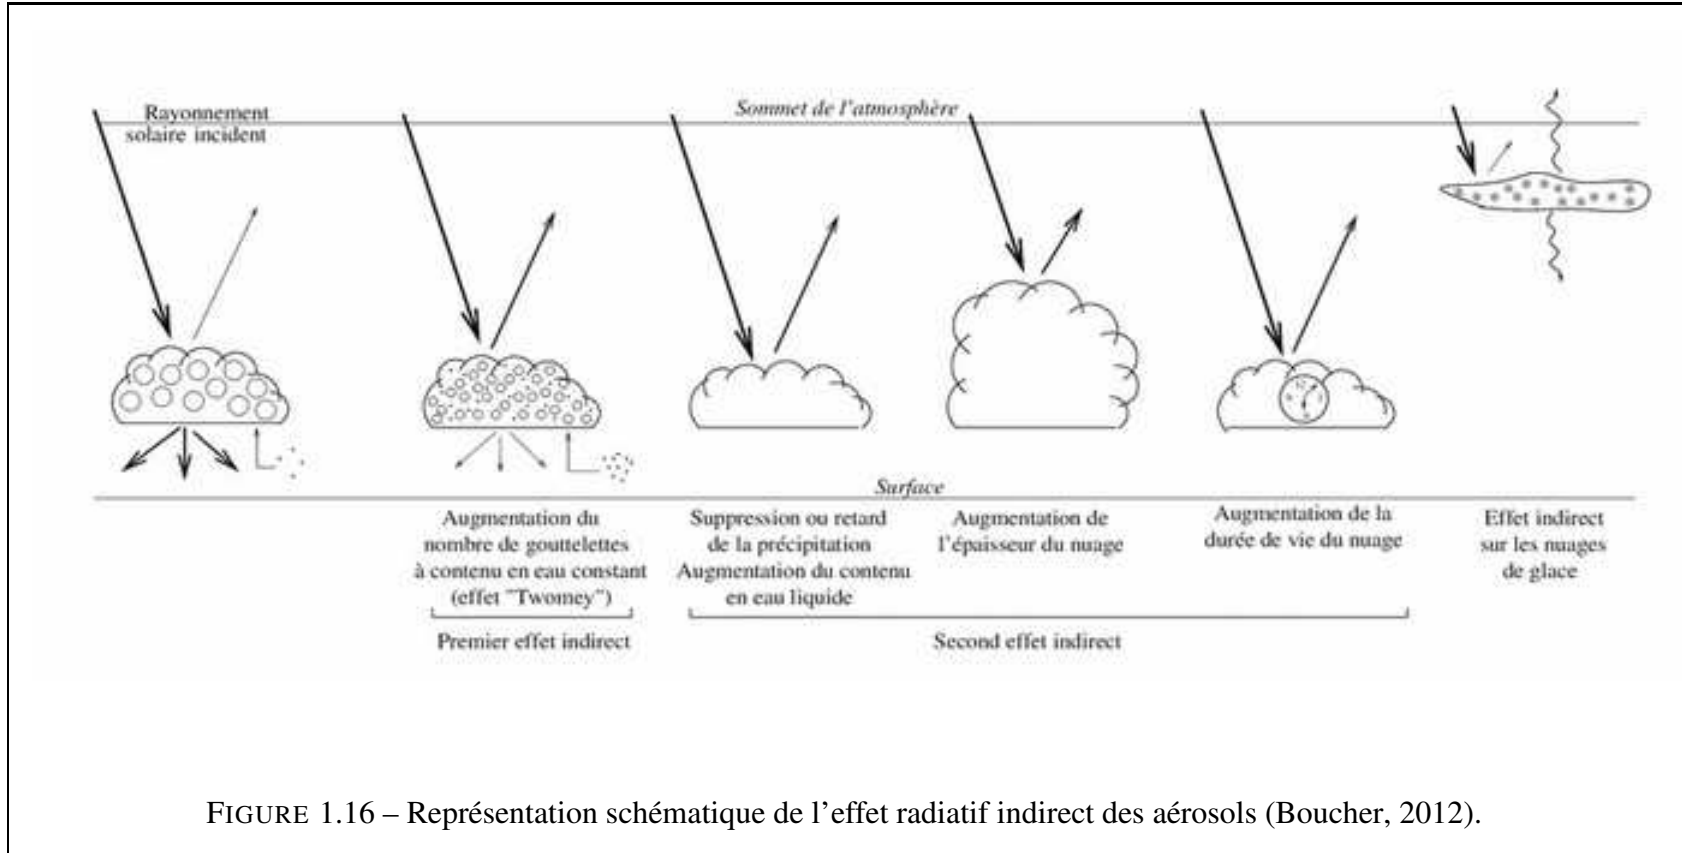 Rayonnement
solaire incident
Sommet de l'atmosphère
Surface
Augmentation du
nombre de gouttelettes
à contenu en eau constant
(effet "Twomey")
Premier effet indirect
Suppression ou retard
de la précipitation
Augmentation du contenu
en eau liquide
Augmentation de
l'épaisseur du nuage
Augmentation de la
durée de vie du nuage
Second effet indirect
Effet indirect
sur les nuages
de glace
FIGURE 1.16 – Représentation schématique de l'effet radiatif indirect des aérosols (Boucher, 2012).